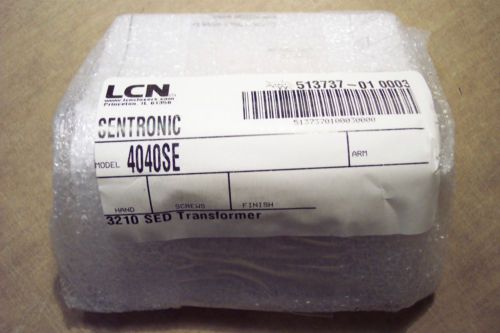 LCN
www.lcnclosers.com
Princeton, IL 61356
513737-01 0003
5137370100030000
SENTRONIC
MODEL 4040SE ARM
HAND SCREWS FINISH
3210 SED Transformer